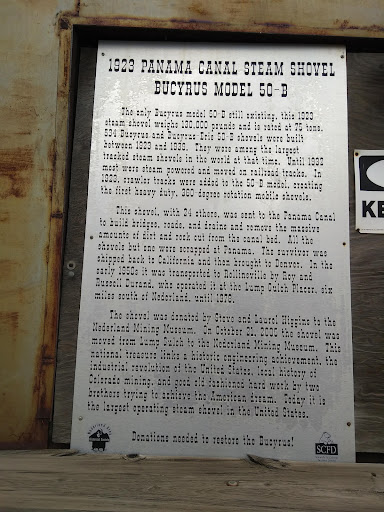 1923 PANAMA CANAL STEAM SHOVEL
BUCYRUS MODEL 50-B
The only Bucyrus model 50-B still existing, this 1923
steam shovel weighs 130,000 pounds and is rated at 75 tons.
534 Bucyrus and Bucyrus Erie 50-B shovels were built
between 1923 and 1939. They were among the largest
tracked steam shovels in the world at that time. Until 1922
most were steam powered and moved on railroad tracks. In
crawler tracks were added to the 50-B model, creating
the first heavy duty, 360 degree rotation mobile shovels.
This shovel, with 24 others, was sent to the Panama Canal
to build bridges, roads, and drains and remove the massive
amounts of dirt and rock cut from the canal bed. All the
shovels but one were scrapped at Panama. The survivor was
shipped back to California and then brought to Denver. In the
early 1950s it was transported to Rollinsville by Roy and
Russell Durand, was operated at the Lump Gulch Placer, six
miles south of Nederland, until 1978.
The shovel was donated by Steve and Laurel Higgins to the
Nederland Mining Museum. On October 21, 2005 the shovel was
moved from Lump Gulch to the Nederland Mining Museum. This
national treasure links a historic engineering achievement, the
industrial revolution of the United States, local history of
Colorado mining, and good old fashioned hard work by two
brothers trying to achieve the American dream. Today it is
the largest operating steam shovel in the United States.
Donations needed to restore the Bucyrus!
SCFD
KE